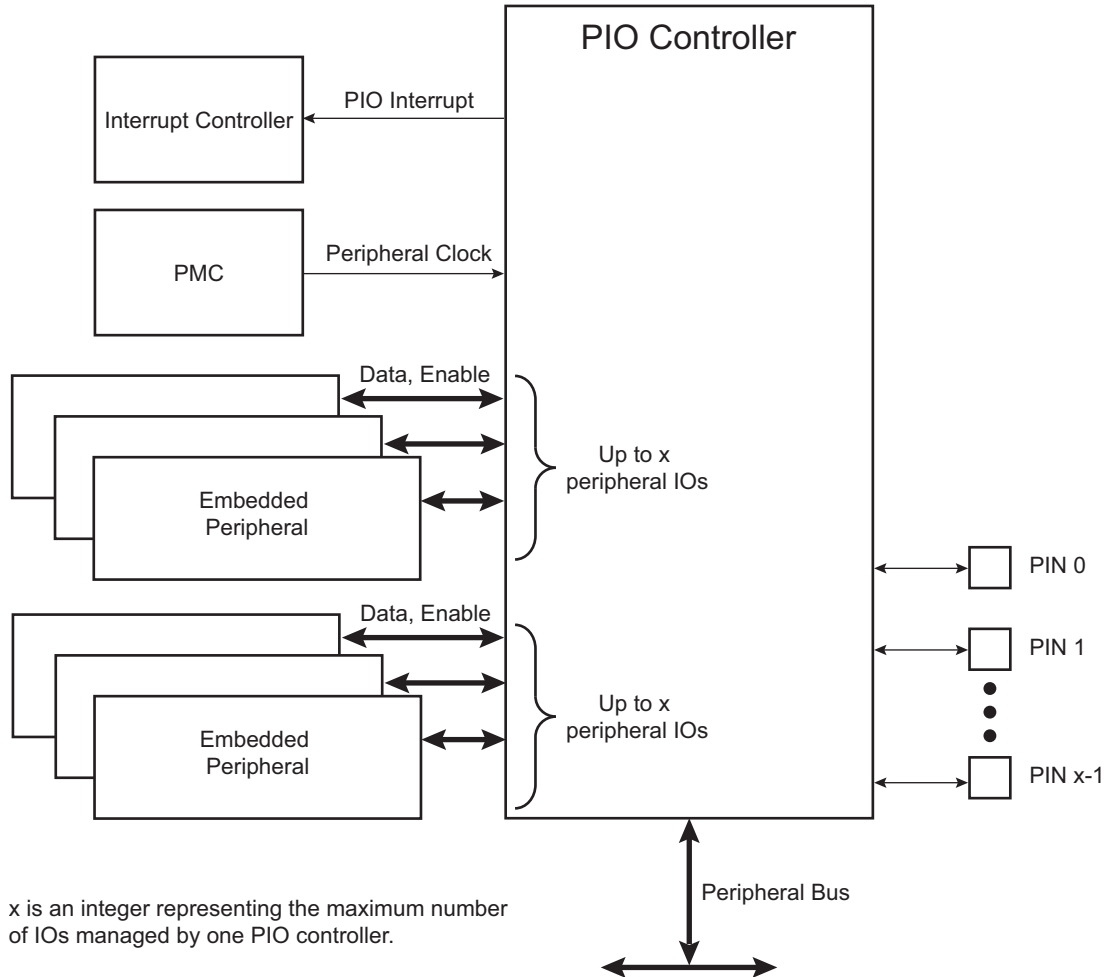 PIO Controller
PIO Interrupt
Interrupt Controller
Peripheral Clock
PMC
Data, Enable
Up to x
peripheral IOs
Embedded
Peripheral
PIN 0
Data, Enable
PIN 1
Up to x
peripheral IOs
Embedded
Peripheral
PIN x-1
Peripheral Bus
x is an integer representing the maximum number
of IOs managed by one PIO controller.